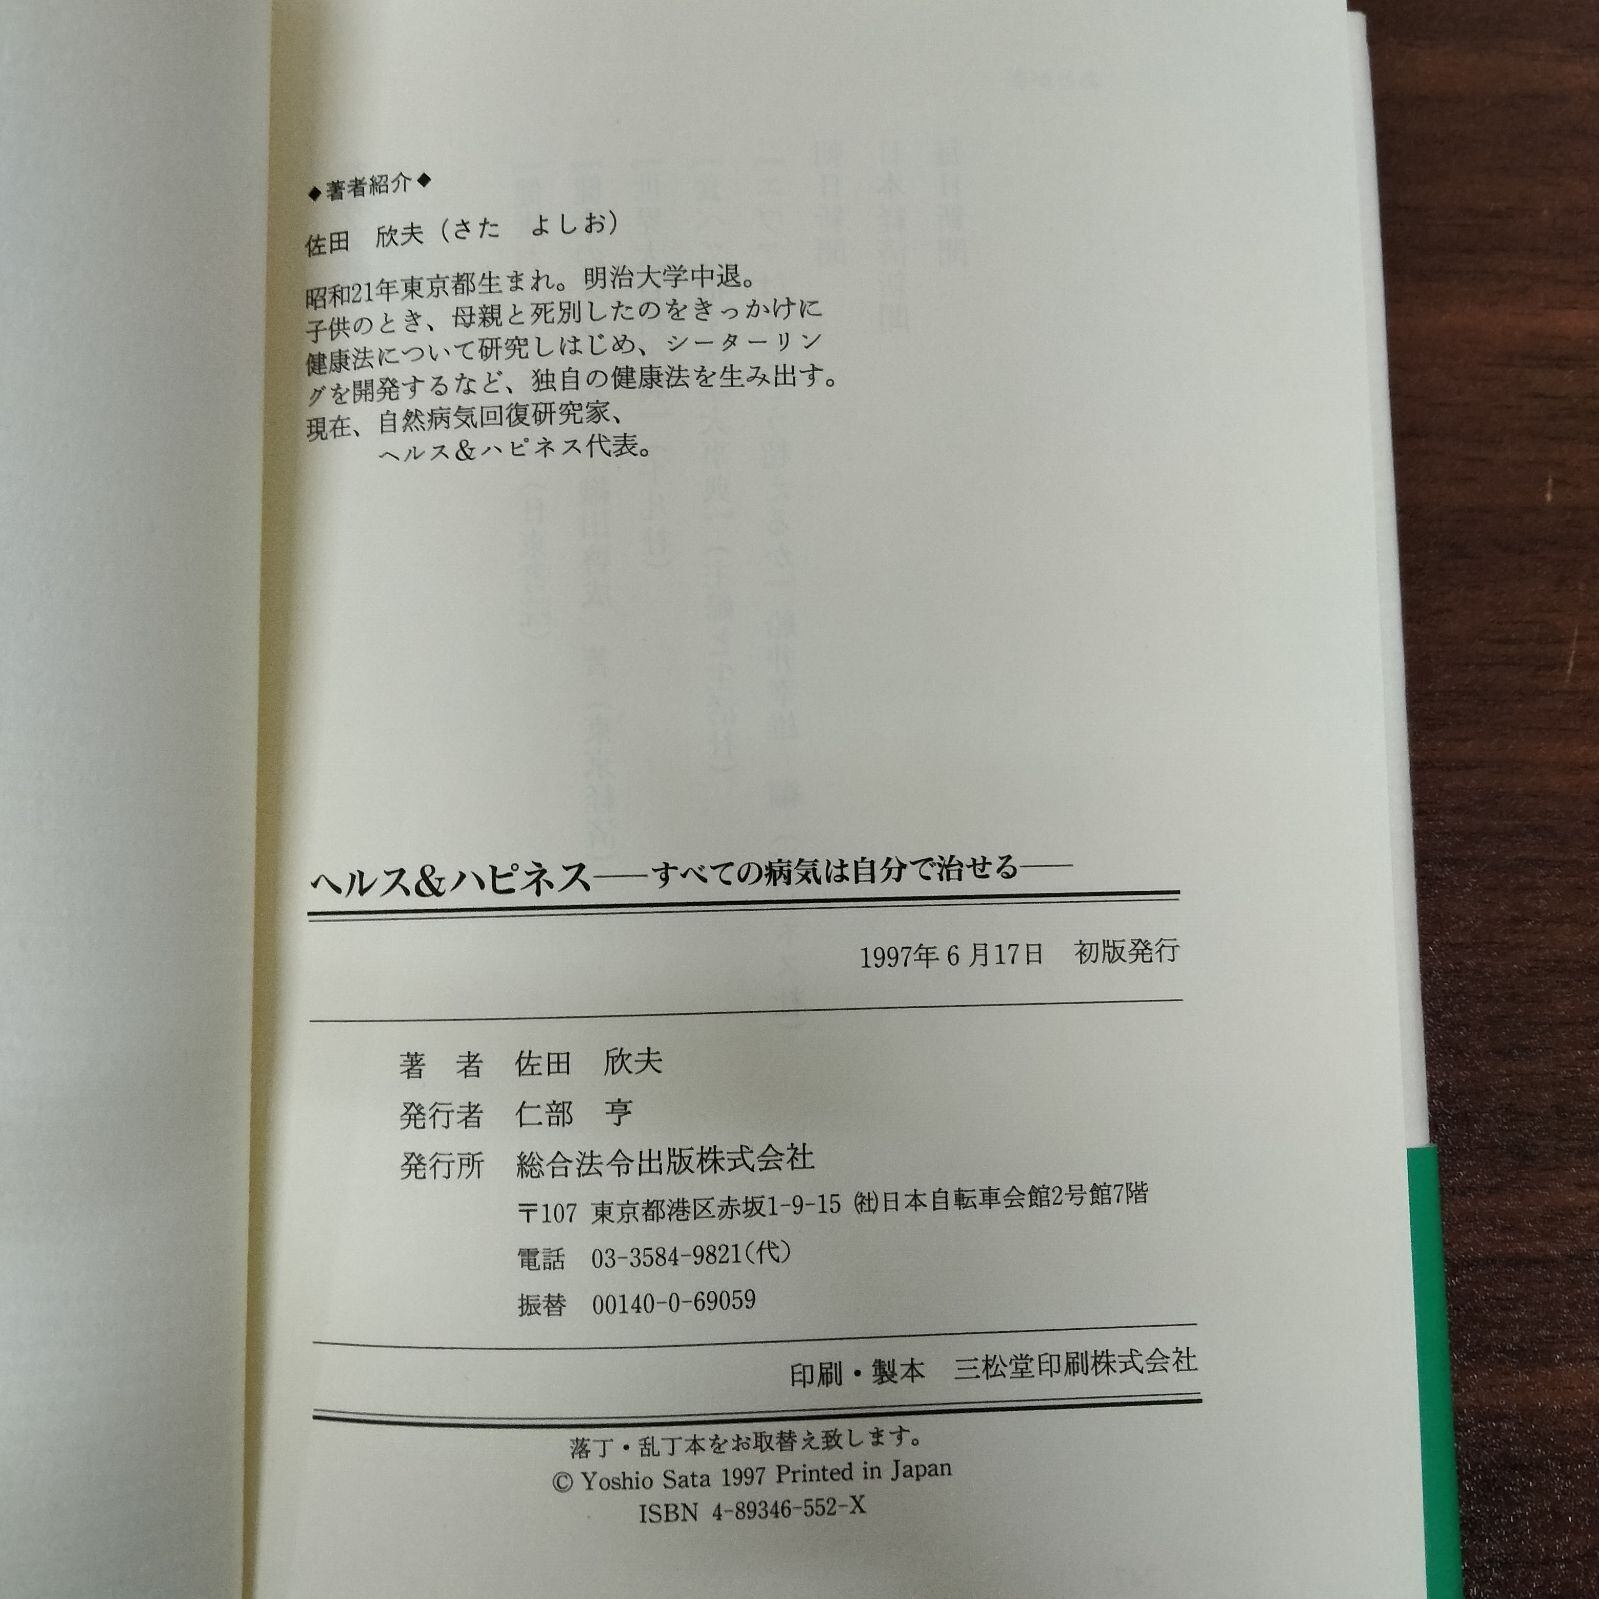 ◆著者紹介◆
佐田 欣夫（さた よしお）
昭和21年東京都生まれ。明治大学中退。
子供のとき、母親と死別したのをきっかけに
健康法について研究しはじめ、シーターリン
グを開発するなど、独自の健康法を生み出す。
現在、自然病気回復研究家、
ヘルス＆ハピネス代表。
ヘルス＆ハピネス──すべての病気は自分で治せる──
1997年6月17日 初版発行
著 者 佐田 欣夫
発行者 仁部 亨
発行所 総合法令出版株式会社
〒107 東京都港区赤坂1-9-15 ㈳日本自転車会館2号館7階
電話 03-3584-9821（代）
振替 00140-0-69059
印刷・製本 三松堂印刷株式会社
落丁・乱丁本をお取替え致します。
© Yoshio Sata 1997 Printed in Japan
ISBN 4-89346-552-X